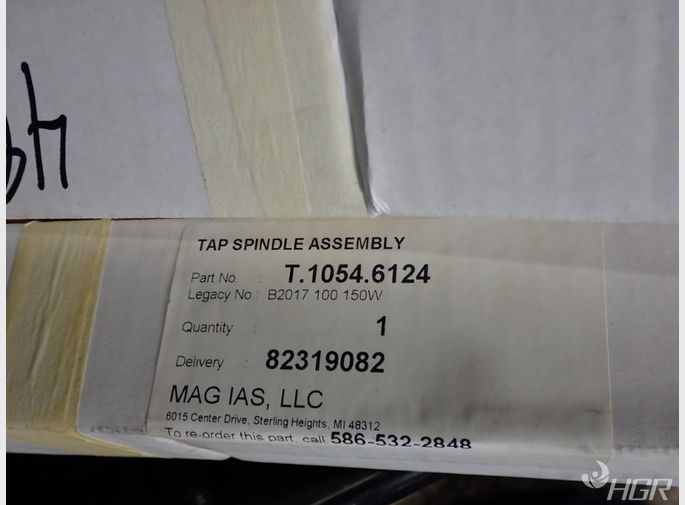 TAP SPINDLE ASSEMBLY
Part No. : T.1054.6124
Legacy No.: B2017 100 150W
Quantity : 1
Delivery : 82319082
MAG IAS, LLC
6015 Center Drive, Sterling Heights, MI 48312
To re-order this part, call 586-532-2848
HGR